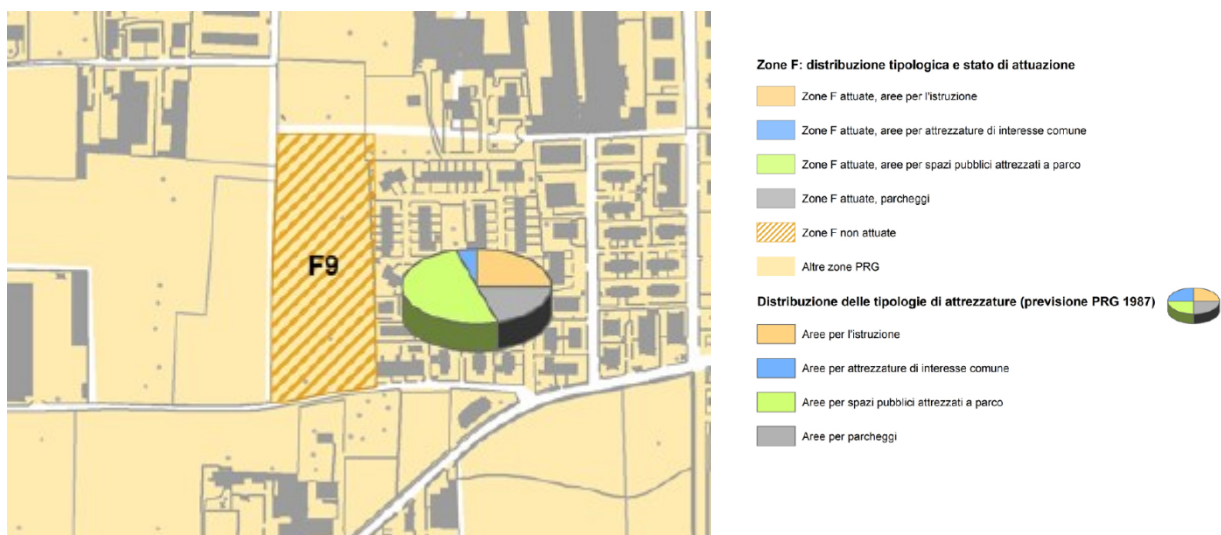 F9
Zone F: distribuzione tipologica e stato di attuazione
Zone F attuate, aree per l'istruzione
Zone F attuate, aree per attrezzature di interesse comune
Zone F attuate, aree per spazi pubblici attrezzati a parco
Zone F attuate, parcheggi
Zone F non attuate
Altre zone PRG
Distribuzione delle tipologie di attrezzature (previsione PRG 1987)
Aree per l'istruzione
Aree per attrezzature di interesse comune
Aree per spazi pubblici attrezzati a parco
Aree per parcheggi